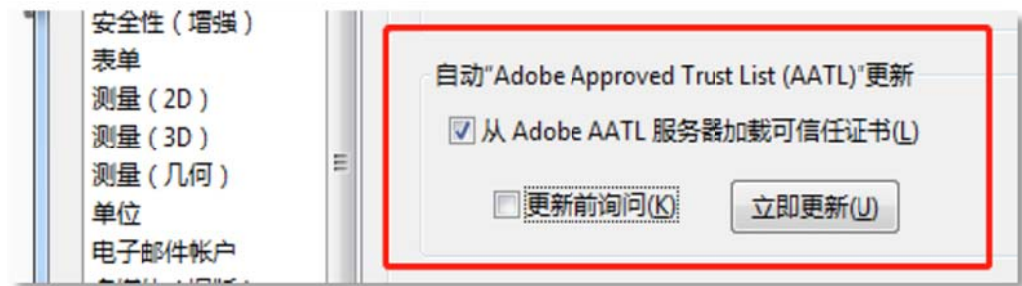 安全性（增强）
表单
测量（2D）
测量（3D）
测量（几何）
单位
电子邮件帐户
自动"Adobe Approved Trust List (AATL)"更新
从 Adobe AATL 服务器加载可信任证书(L)
更新前询问(K)
立即更新(U)